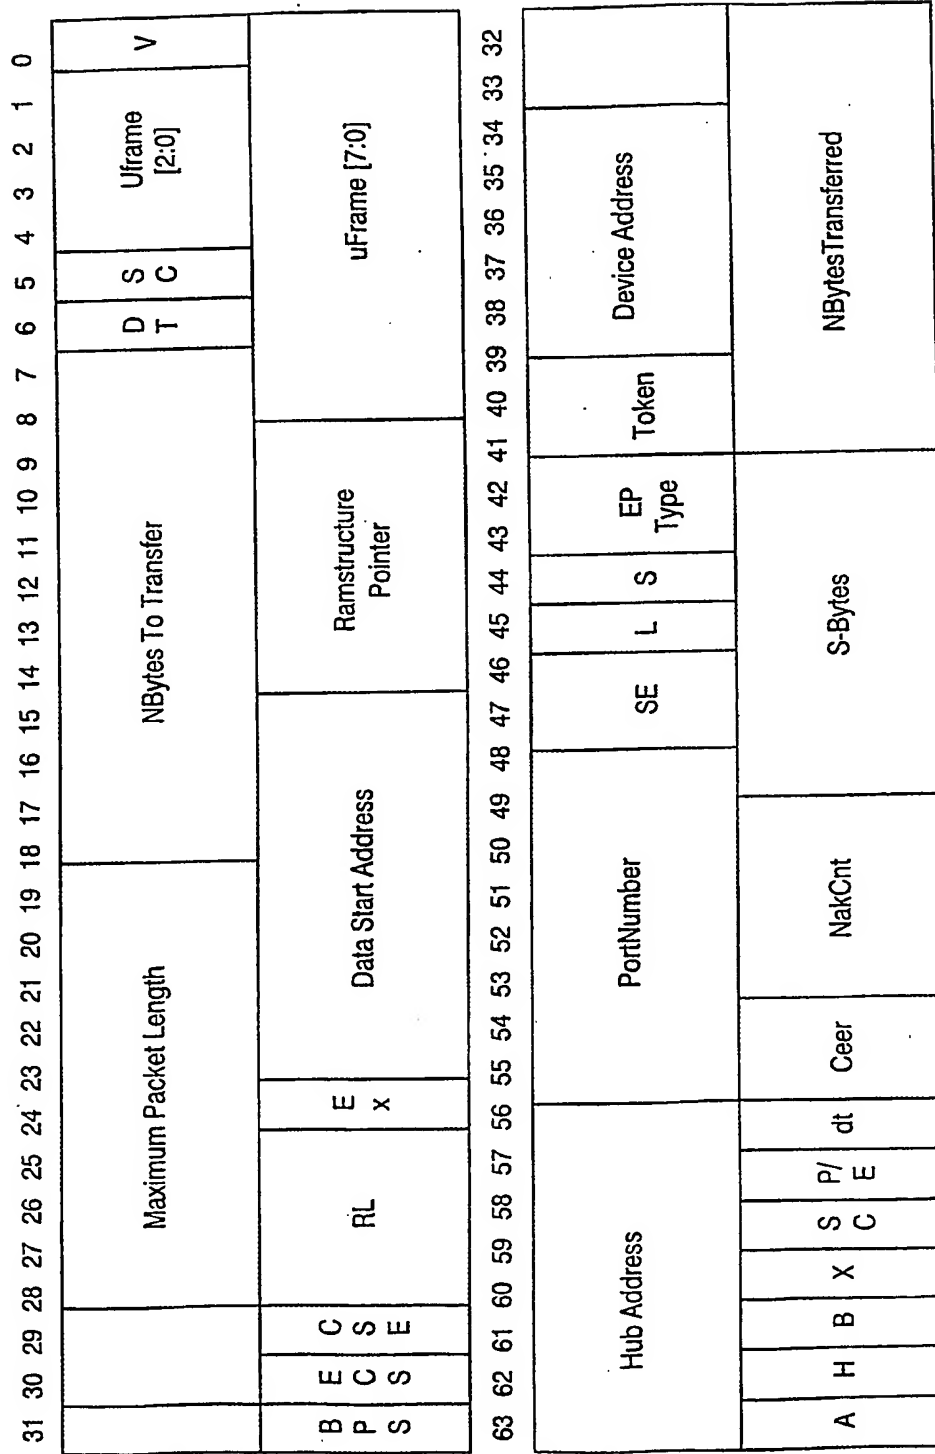 31 30 29 28 27 26 25 24 23 22 21 20 19 18 17 16 15 14 13 12 11 10 9 8 7 6 5 4 3 2 1 0
Maximum Packet Length
NBytes To Transfer
D
T
S
C
Uframe
[2:0]
V
B
P
S
E
C
S
C
S
E
RL
E
X
Data Start Address
Ramstructure
Pointer
uFrame [7:0]
63 62 61 60 59 58 57 56 55 54 53 52 51 50 49 48 47 46 45 44 43 42 41 40 39 38 37 36 35 34 33 32
Hub Address
PortNumber
SE
L
S
EP
Type
Token
Device Address
A
H
B
X
S
C
P/
E
dt
Ceer
NakCnt
S-Bytes
NBytesTransferred